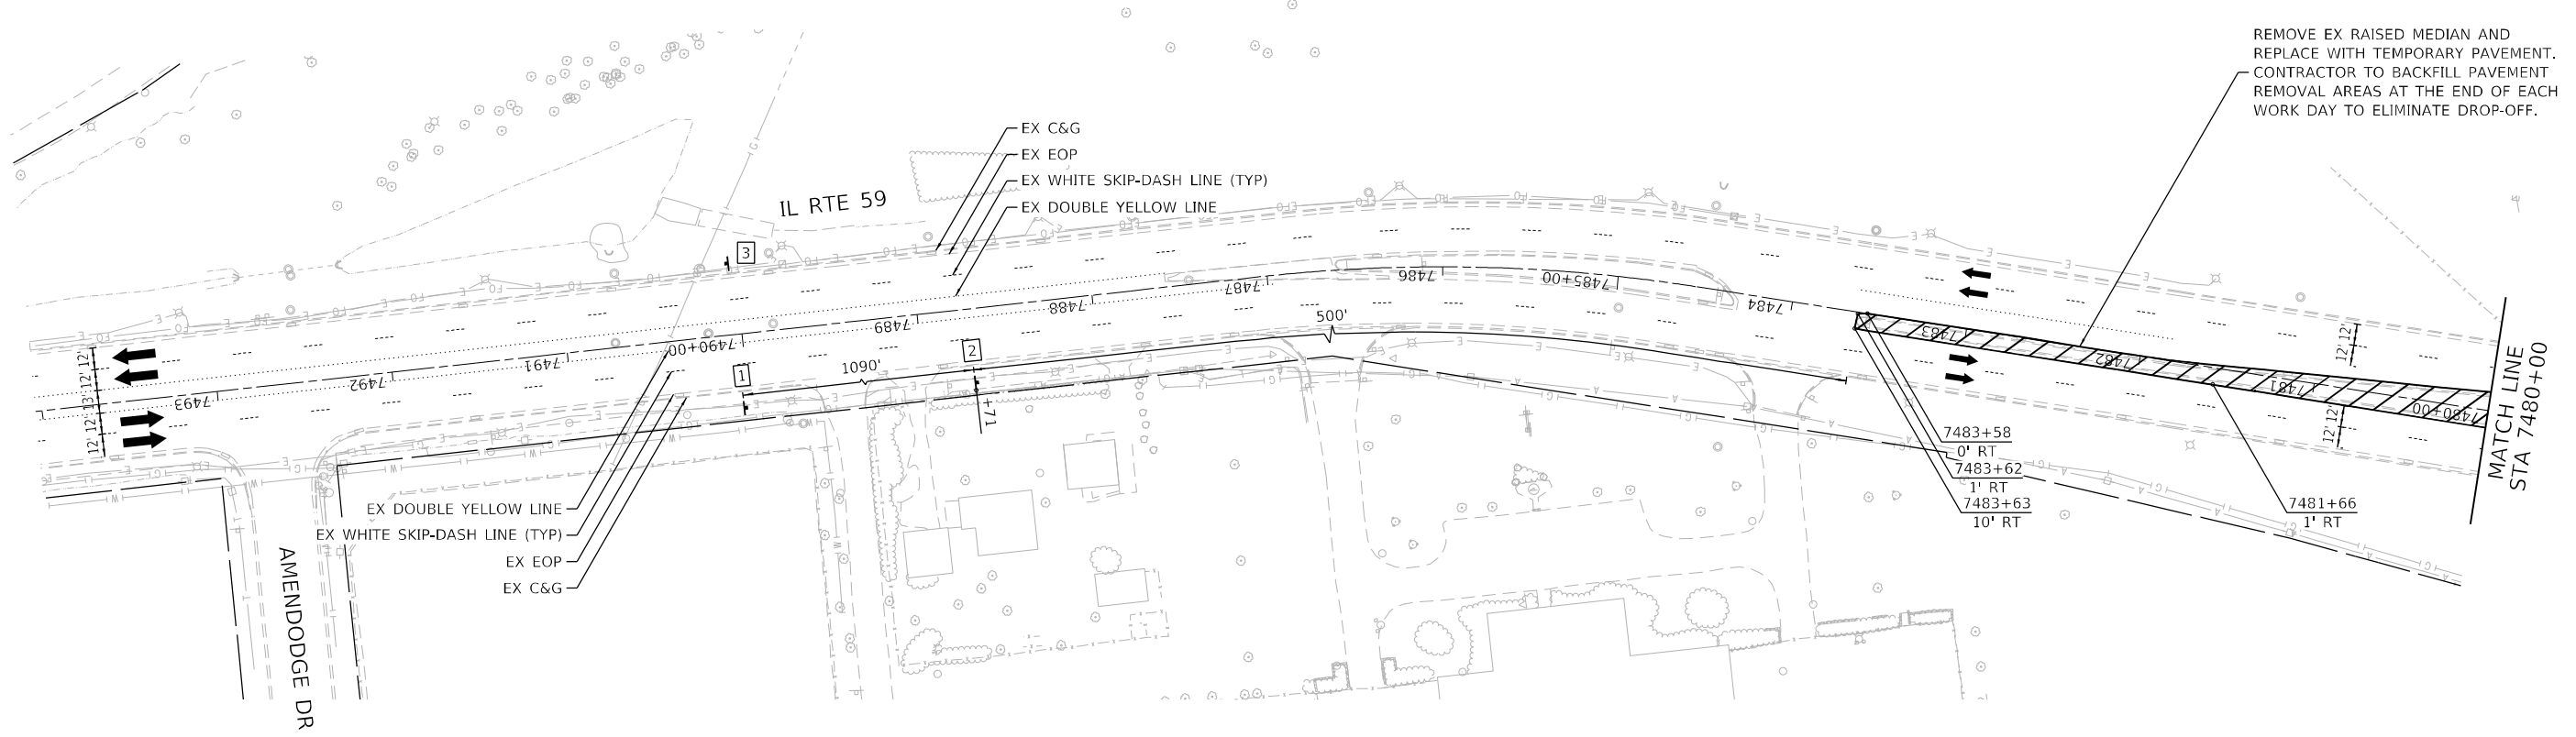 REMOVE EX RAISED MEDIAN AND
REPLACE WITH TEMPORARY PAVEMENT.
CONTRACTOR TO BACKFILL PAVEMENT
REMOVAL AREAS AT THE END OF EACH
WORK DAY TO ELIMINATE DROP-OFF.
EX C&G
EX EOP
EX WHITE SKIP-DASH LINE (TYP)
EX DOUBLE YELLOW LINE
IL RTE 59
3
2
1
+71
1090'
500'
12' 12' 13' 12' 12'
7493
7492
7491
7490+00
7489
7488
7487
7486
7485+00
7484
7483
7482
7481
7480+00
12' 12'
12' 12'
MATCH LINE
STA 7480+00
7483+58
0' RT
7483+62
1' RT
7483+63
10' RT
7481+66
1' RT
EX DOUBLE YELLOW LINE
EX WHITE SKIP-DASH LINE (TYP)
EX EOP
EX C&G
AMENDODGE DR